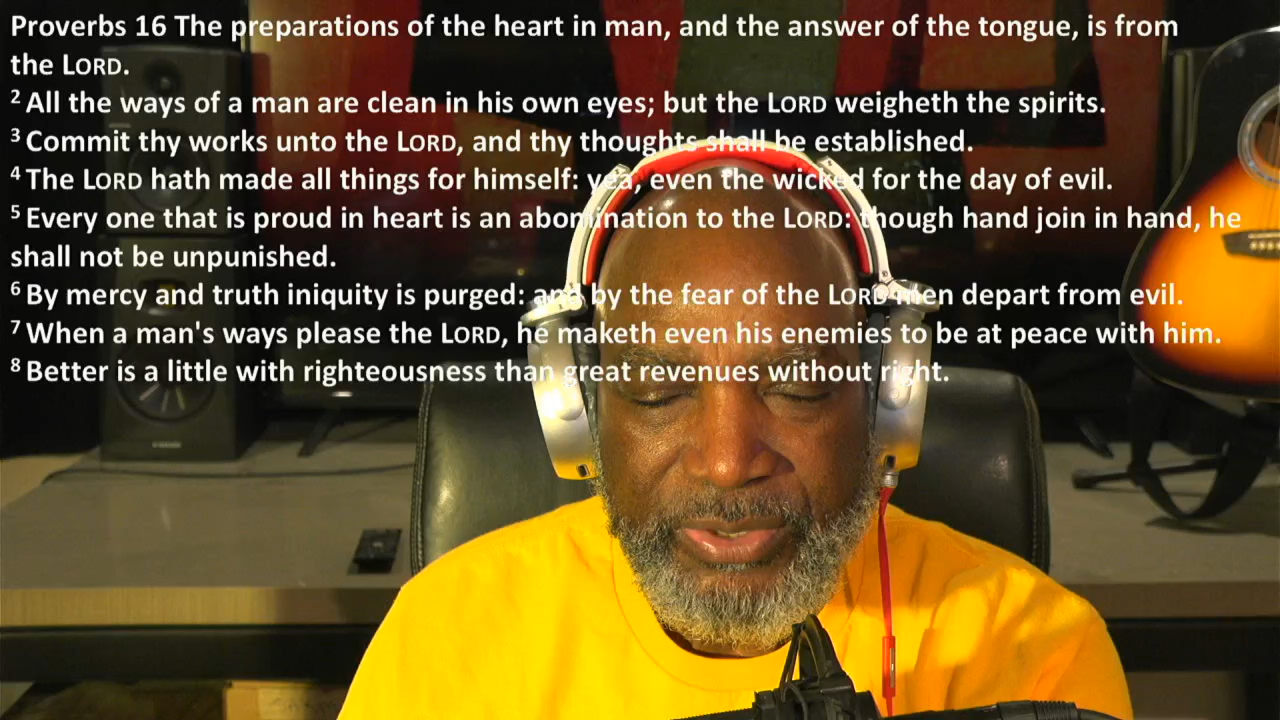 Proverbs 16 The preparations of the heart in man, and the answer of the tongue, is from
the LORD.
2 All the ways of a man are clean in his own eyes; but the LORD weigheth the spirits.
3 Commit thy works unto the LORD, and thy thoughts shall be established.
4 The LORD hath made all things for himself: yea, even the wicked for the day of evil.
5 Every one that is proud in heart is an abomination to the LORD: though hand join in hand, he
shall not be unpunished.
6 By mercy and truth iniquity is purged: and by the fear of the LORD men depart from evil.
7 When a man's ways please the LORD, he maketh even his enemies to be at peace with him.
8 Better is a little with righteousness than great revenues without right.